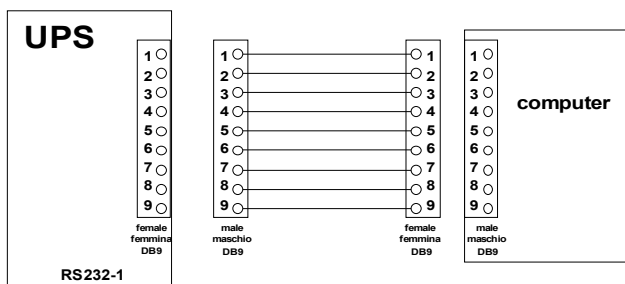 UPS
1 1 1 1
2 2 2 2
3 3 3 3
4 4 4 4
computer
5 5 5 5
6 6 6 6
7 7 7 7
8 8 8 8
9 9 9 9
female male female male
femmina maschio femmina maschio
DB9 DB9 DB9 DB9
RS232-1